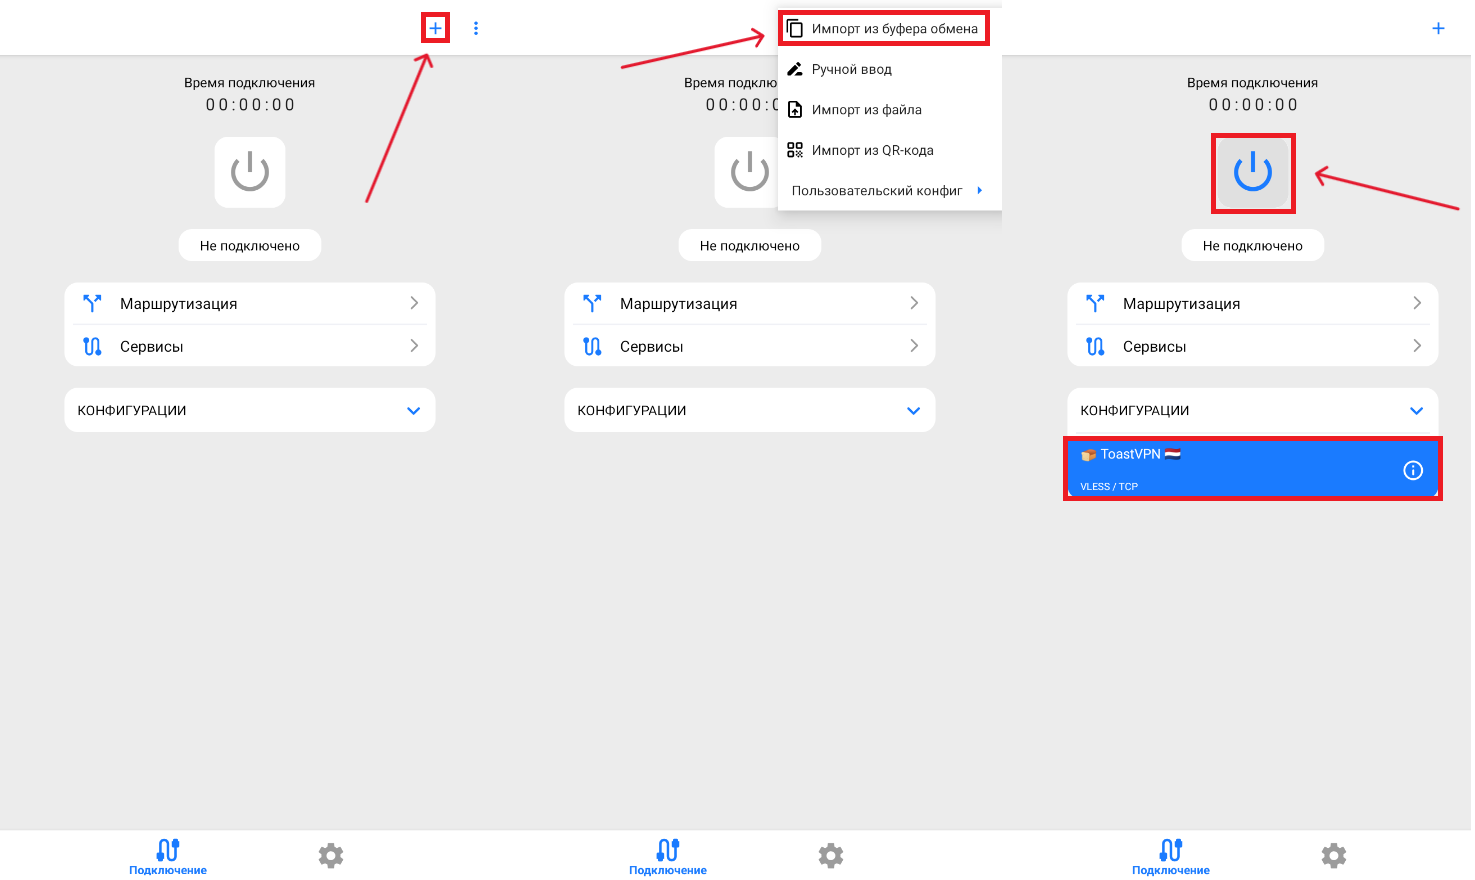 Время подключения
00:00:00
Не подключено
Маршрутизация
Сервисы
КОНФИГУРАЦИИ
Подключение
Время подклю
00:00:0
Импорт из буфера обмена
Ручной ввод
Импорт из файла
Импорт из QR-кода
Пользовательский конфиг
Не подключено
Маршрутизация
Сервисы
КОНФИГУРАЦИИ
Подключение
Время подключения
00:00:00
Не подключено
Маршрутизация
Сервисы
КОНФИГУРАЦИИ
ToastVPN
VLESS / TCP
Подключение